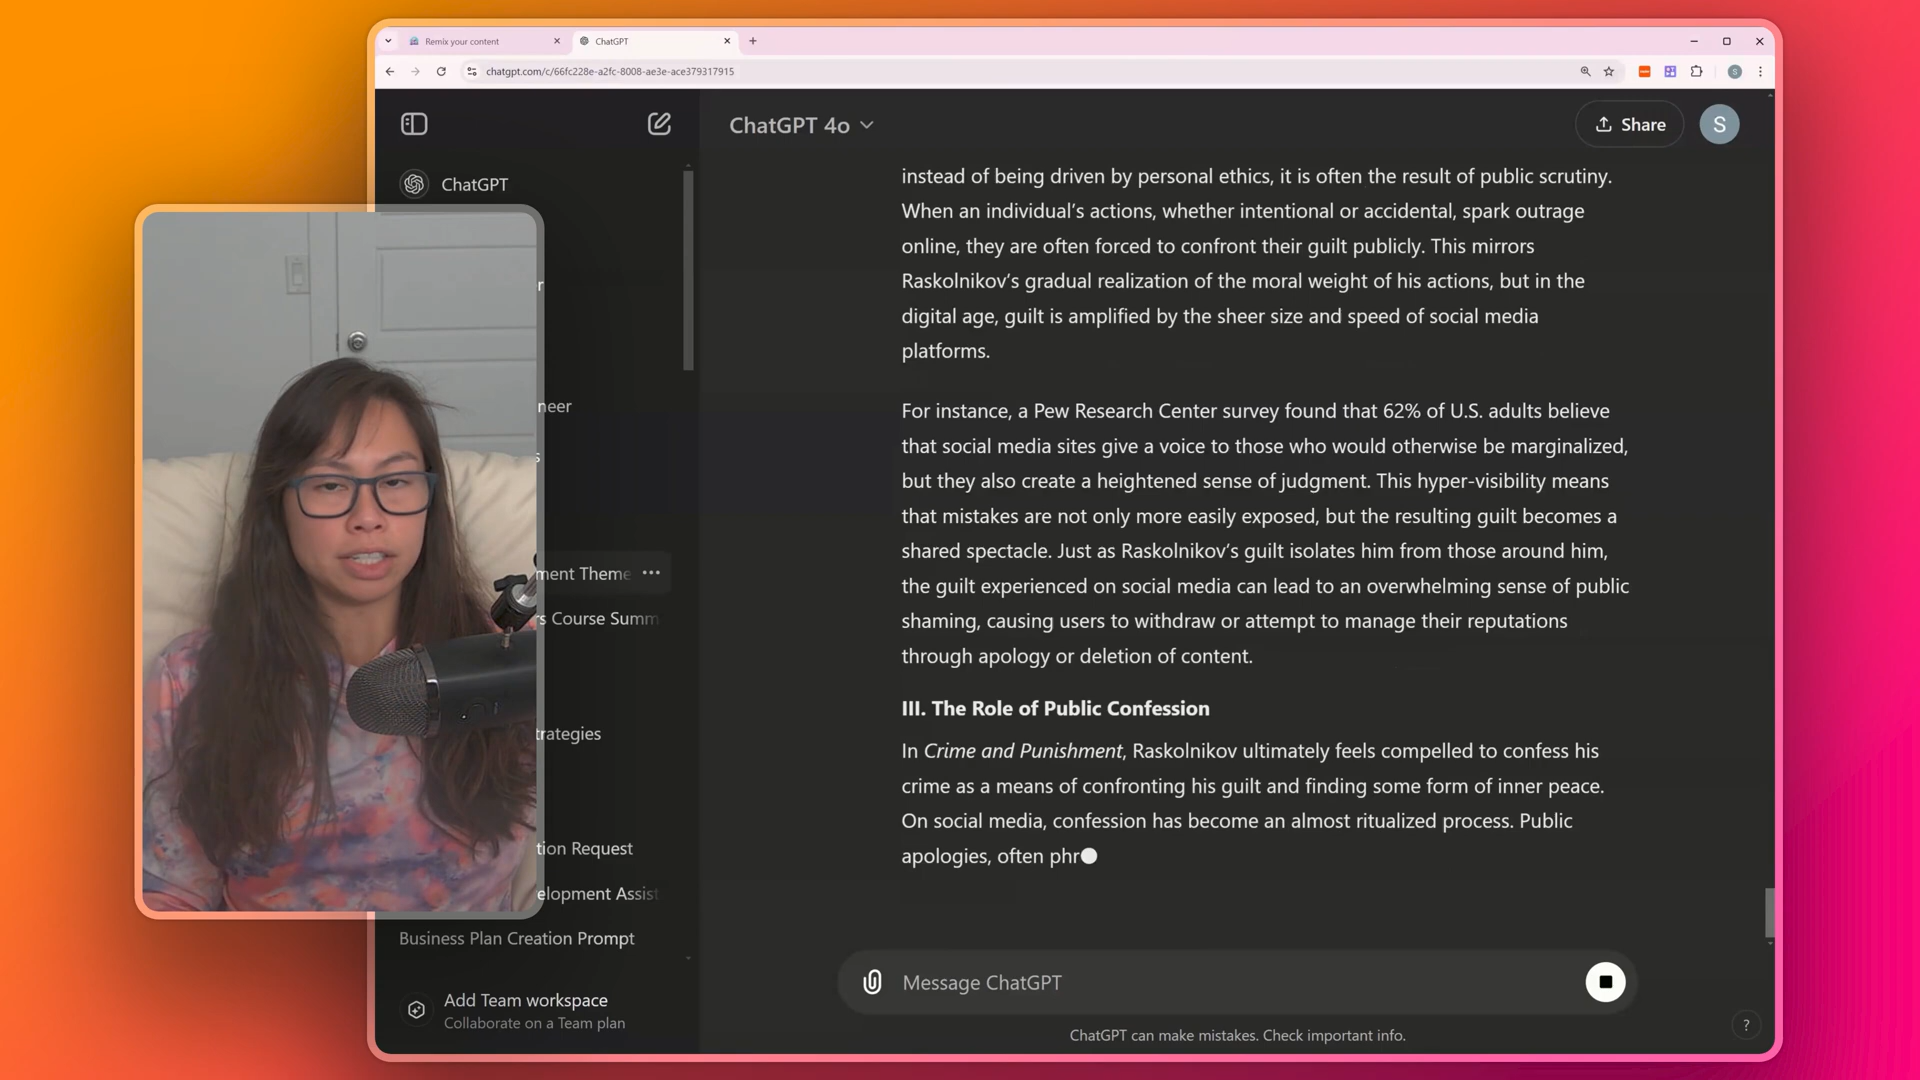 Remix your content
ChatGPT
chatgpt.com/c/66fc228e-a2fc-8008-ae3e-ace379317915
S
ChatGPT 4o
Share
S
ChatGPT
r
neer
s
ment Theme
s Course Summ
trategies
tion Request
elopment Assis
Business Plan Creation Prompt
Add Team workspace
Collaborate on a Team plan
instead of being driven by personal ethics, it is often the result of public scrutiny.
When an individual’s actions, whether intentional or accidental, spark outrage
online, they are often forced to confront their guilt publicly. This mirrors
Raskolnikov’s gradual realization of the moral weight of his actions, but in the
digital age, guilt is amplified by the sheer size and speed of social media
platforms.
For instance, a Pew Research Center survey found that 62% of U.S. adults believe
that social media sites give a voice to those who would otherwise be marginalized,
but they also create a heightened sense of judgment. This hyper-visibility means
that mistakes are not only more easily exposed, but the resulting guilt becomes a
shared spectacle. Just as Raskolnikov’s guilt isolates him from those around him,
the guilt experienced on social media can lead to an overwhelming sense of public
shaming, causing users to withdraw or attempt to manage their reputations
through apology or deletion of content.
III. The Role of Public Confession
In Crime and Punishment, Raskolnikov ultimately feels compelled to confess his
crime as a means of confronting his guilt and finding some form of inner peace.
On social media, confession has become an almost ritualized process. Public
apologies, often phr
Message ChatGPT
ChatGPT can make mistakes. Check important info.
?